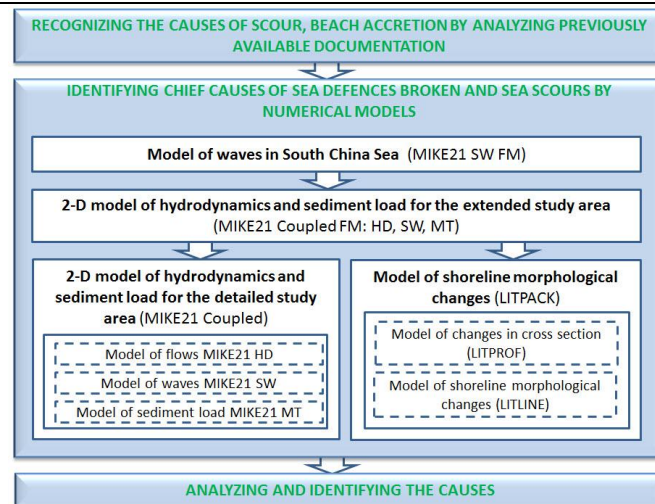 RECOGNIZING THE CAUSES OF SCOUR, BEACH ACCRETION BY ANALYZING PREVIOUSLY
AVAILABLE DOCUMENTATION
IDENTIFYING CHIEF CAUSES OF SEA DEFENCES BROKEN AND SEA SCOURS BY
NUMERICAL MODELS
Model of waves in South China Sea (MIKE21 SW FM)
2-D model of hydrodynamics and sediment load for the extended study area
(MIKE21 Coupled FM: HD, SW, MT)
2-D model of hydrodynamics and
sediment load for the detailed study
area (MIKE21 Coupled)
Model of flows MIKE21 HD
Model of waves MIKE21 SW
Model of sediment load MIKE21 MT
Model of shoreline morphological
changes (LITPACK)
Model of changes in cross section
(LITPROF)
Model of shoreline morphological
changes (LITLINE)
ANALYZING AND IDENTIFYING THE CAUSES